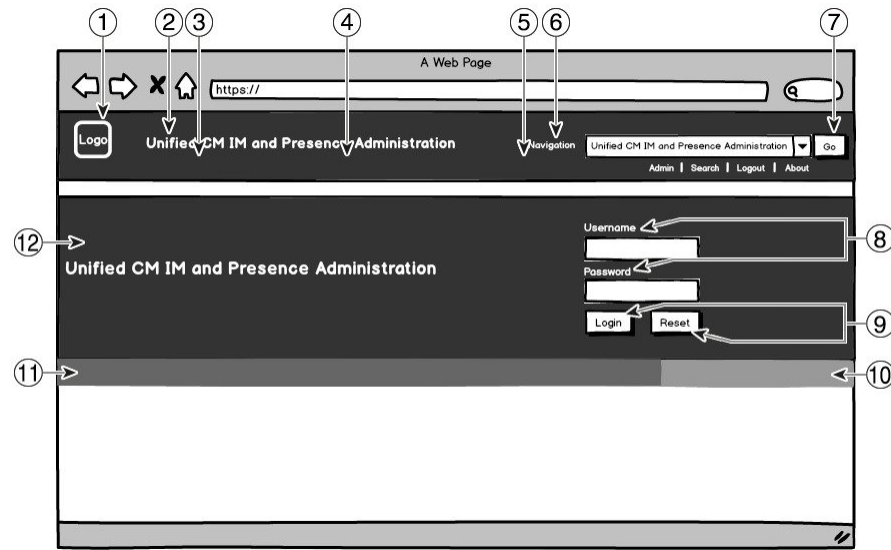 1 2 3 4 5 6 7
A Web Page
https://
Logo
Unified CM IM and Presence Administration
Navigation
Unified CM IM and Presence Administration
Go
Admin | Search | Logout | About
Username
8
12
Unified CM IM and Presence Administration
Password
Login
Reset
9
11
10